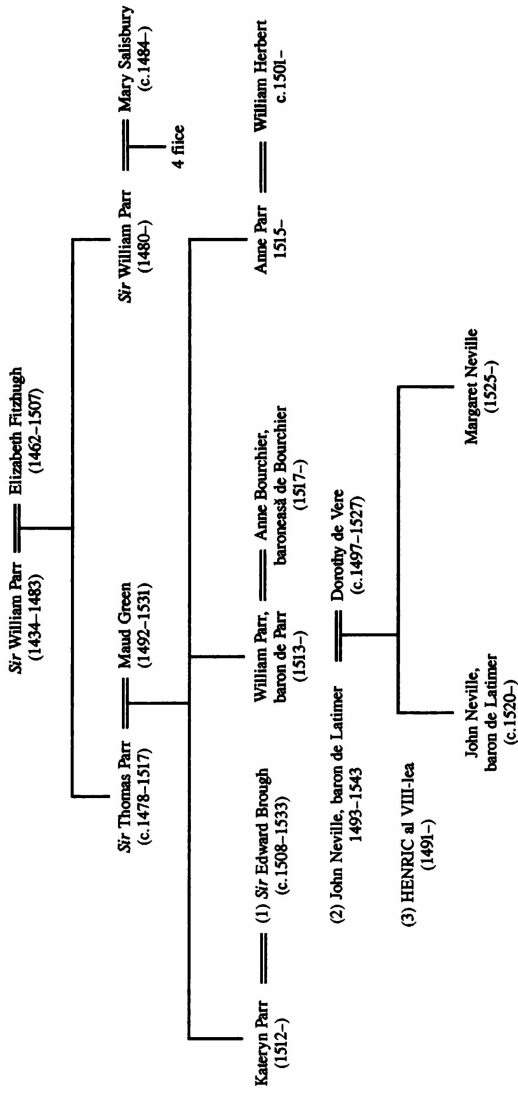 Sir William Parr
(1434–1483)
Elizabeth Fitzhugh
(1462–1507)
Sir Thomas Parr
(c.1478–1517)
Maud Green
(1492–1531)
Sir William Parr
(1480–)
Mary Salisbury
(c.1484–)
4 fiice
Kateryn Parr
(1512–)
(1) Sir Edward Brough
(c.1508–1533)
William Parr,
baron de Parr
(1513–)
Anne Bourchier,
baroneasă de Bourchier
(1517–)
Anne Parr
1515–
William Herbert
c.1501–
(2) John Neville, baron de Latimer
1493–1543
Dorothy de Vere
(c.1497–1527)
(3) HENRIC al VIII-lea
(1491–)
John Neville,
baron de Latimer
(c.1520–)
Margaret Neville
(1525–)